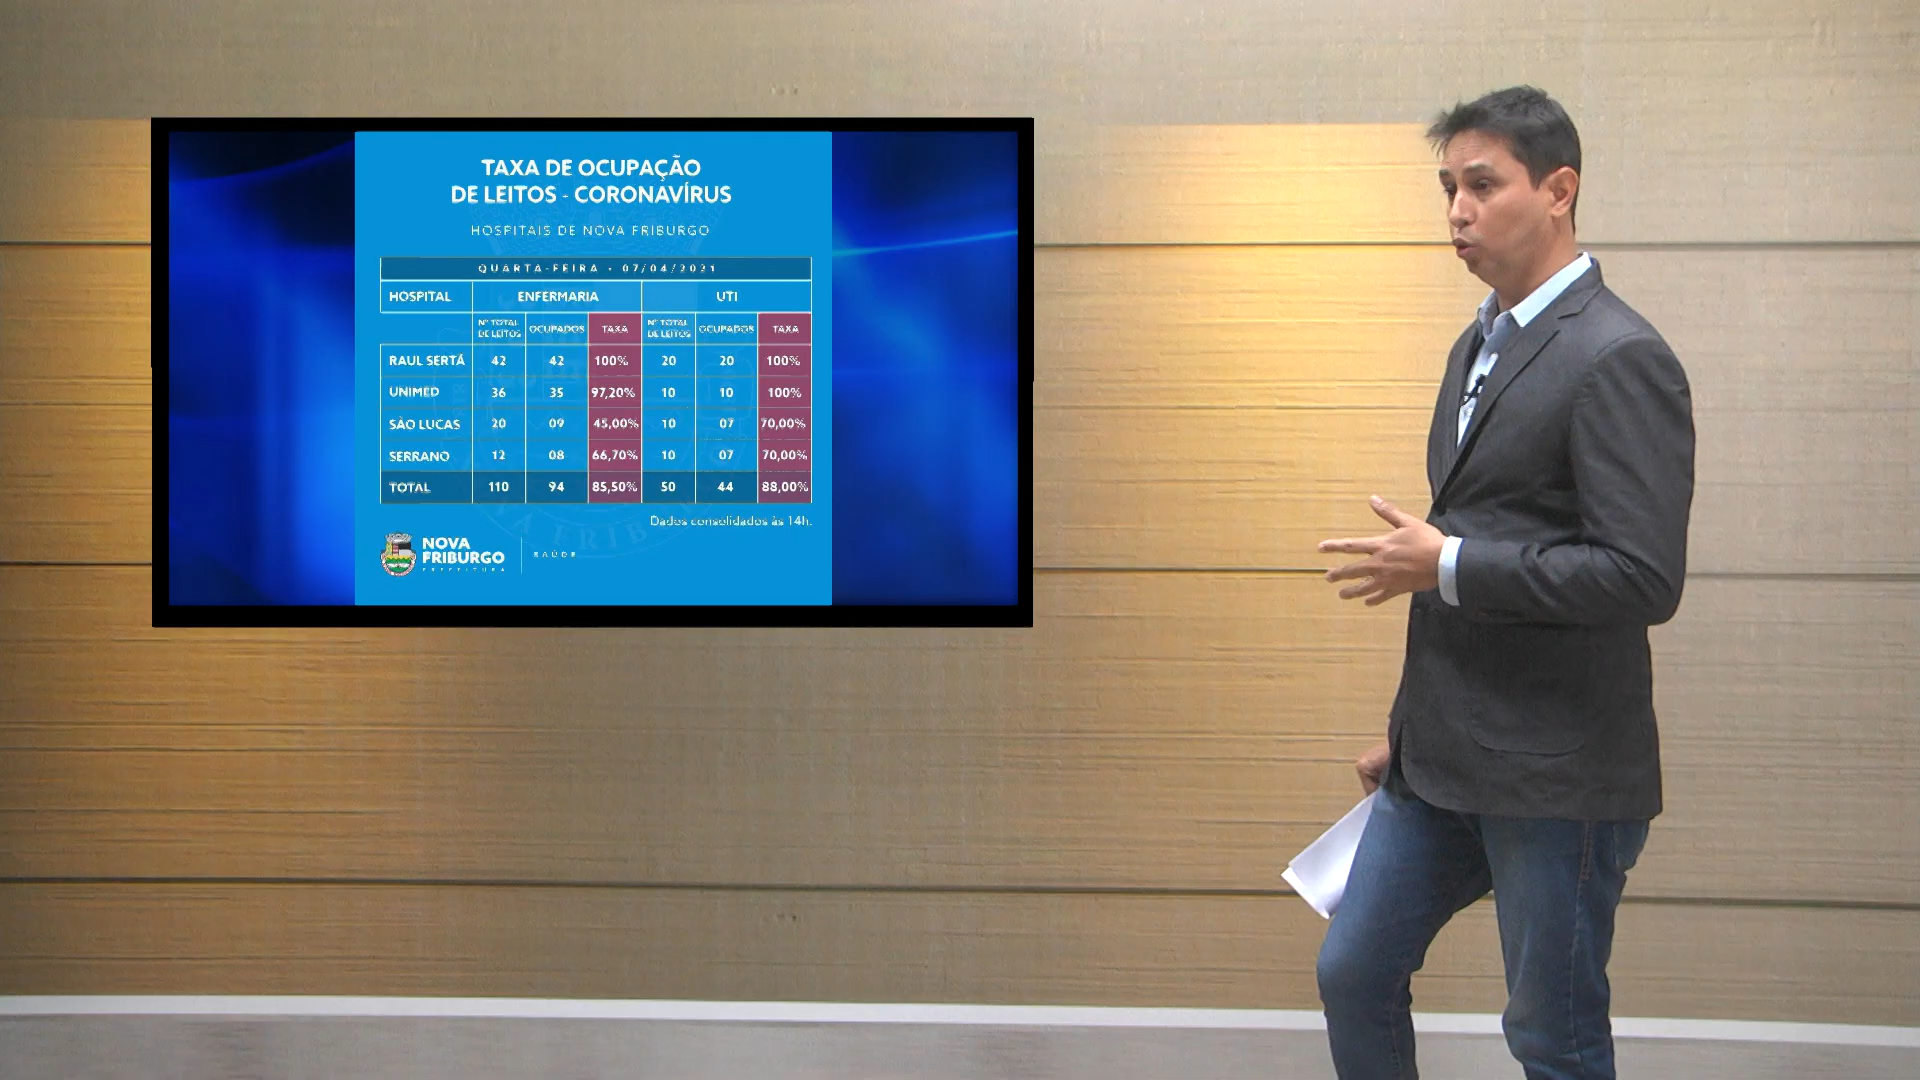 TAXA DE OCUPAÇÃO
DE LEITOS - CORONAVÍRUS
HOSPITAIS DE NOVA FRIBURGO
QUARTA-FEIRA • 07/04/2021
HOSPITAL ENFERMARIA UTI
Nº TOTAL DE LEITOS OCUPADOS TAXA Nº TOTAL DE LEITOS OCUPADOS TAXA
RAUL SERTÃ 42 42 100% 20 20 100%
UNIMED 36 35 97,20% 10 10 100%
SÃO LUCAS 20 09 45,00% 10 07 70,00%
SERRANO 12 08 66,70% 10 07 70,00%
TOTAL 110 94 85,50% 50 44 88,00%
Dados consolidados às 14h.
NOVA
FRIBURGO
PREFEITURA
SAÚDE